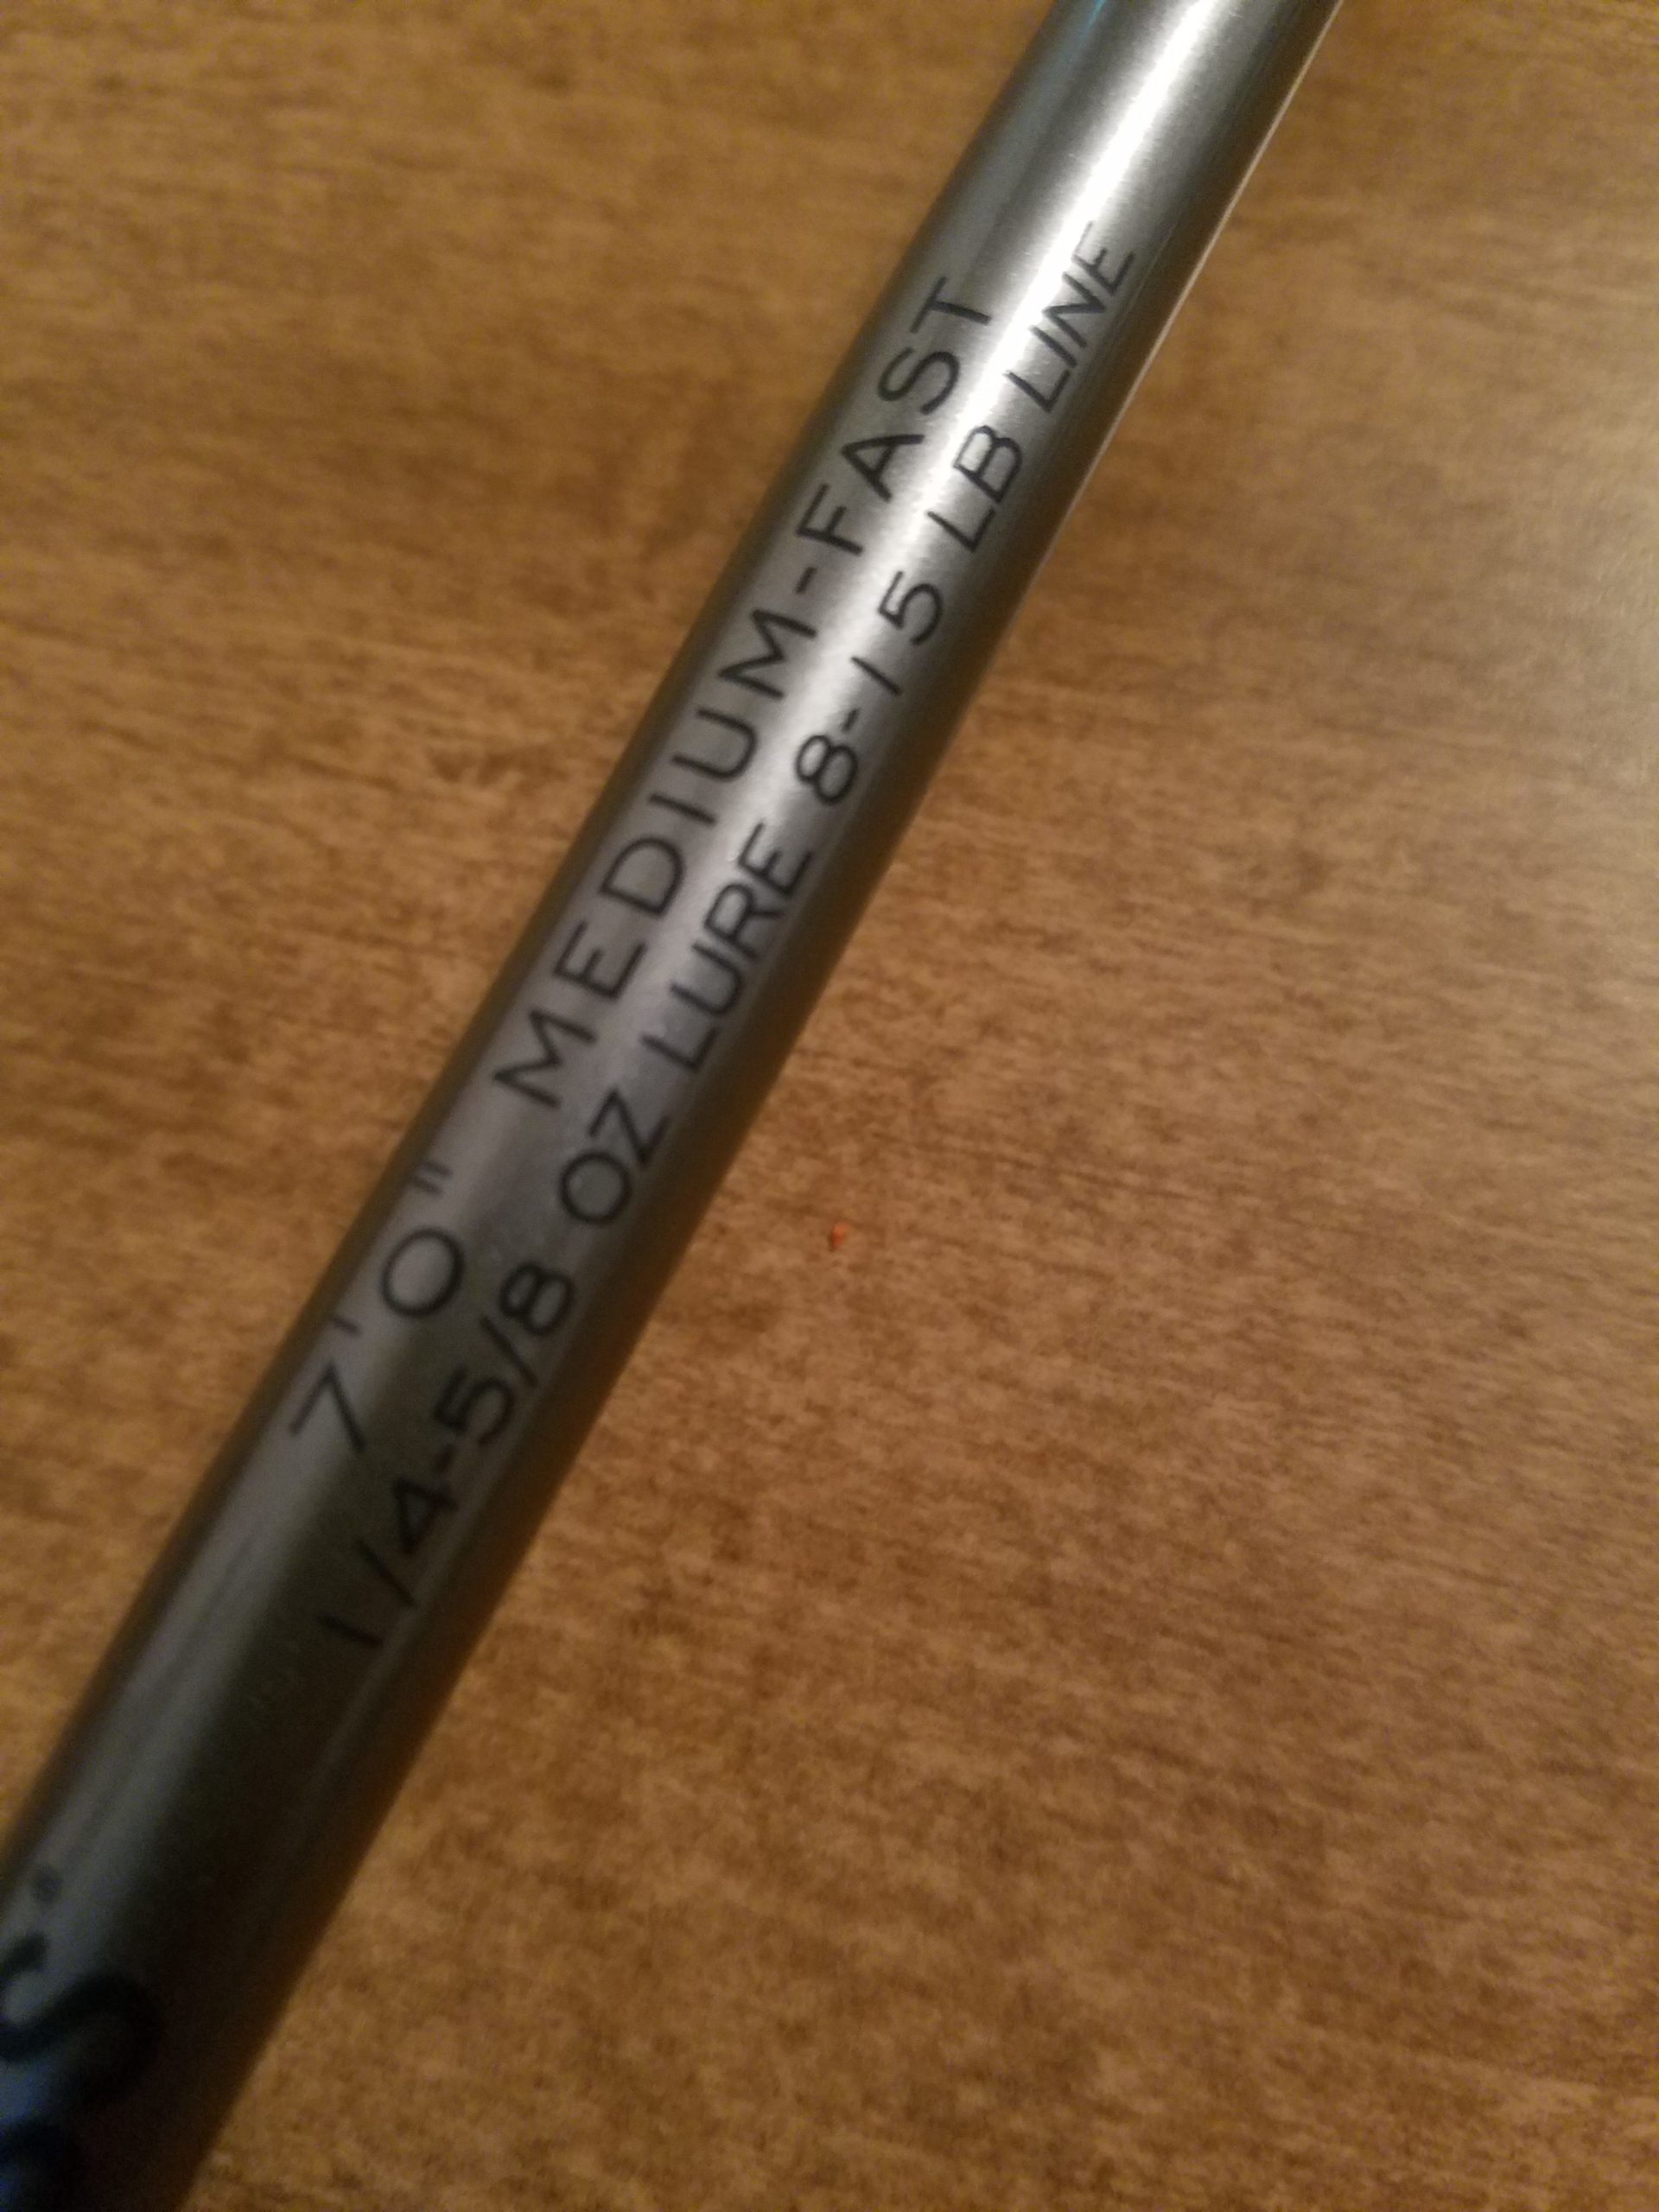 7'0" MEDIUM-FAST
1/4-5/8 OZ LURE 8-15 LB LINE